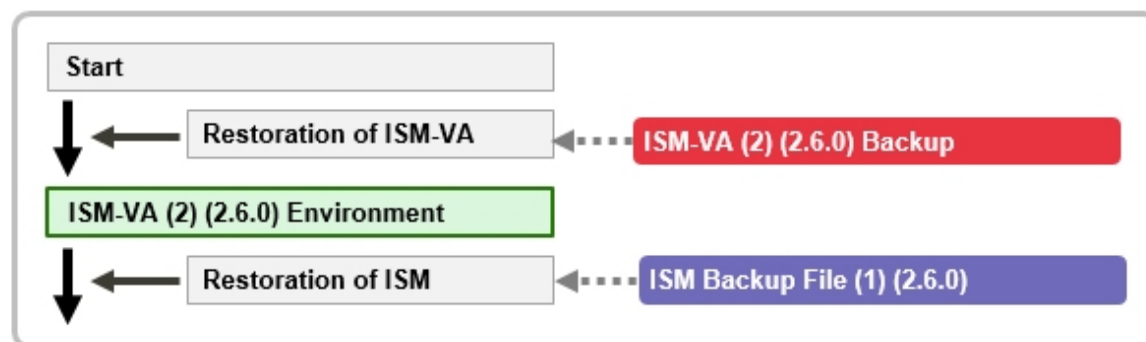 Start
Restoration of ISM-VA
ISM-VA (2) (2.6.0) Backup
ISM-VA (2) (2.6.0) Environment
Restoration of ISM
ISM Backup File (1) (2.6.0)